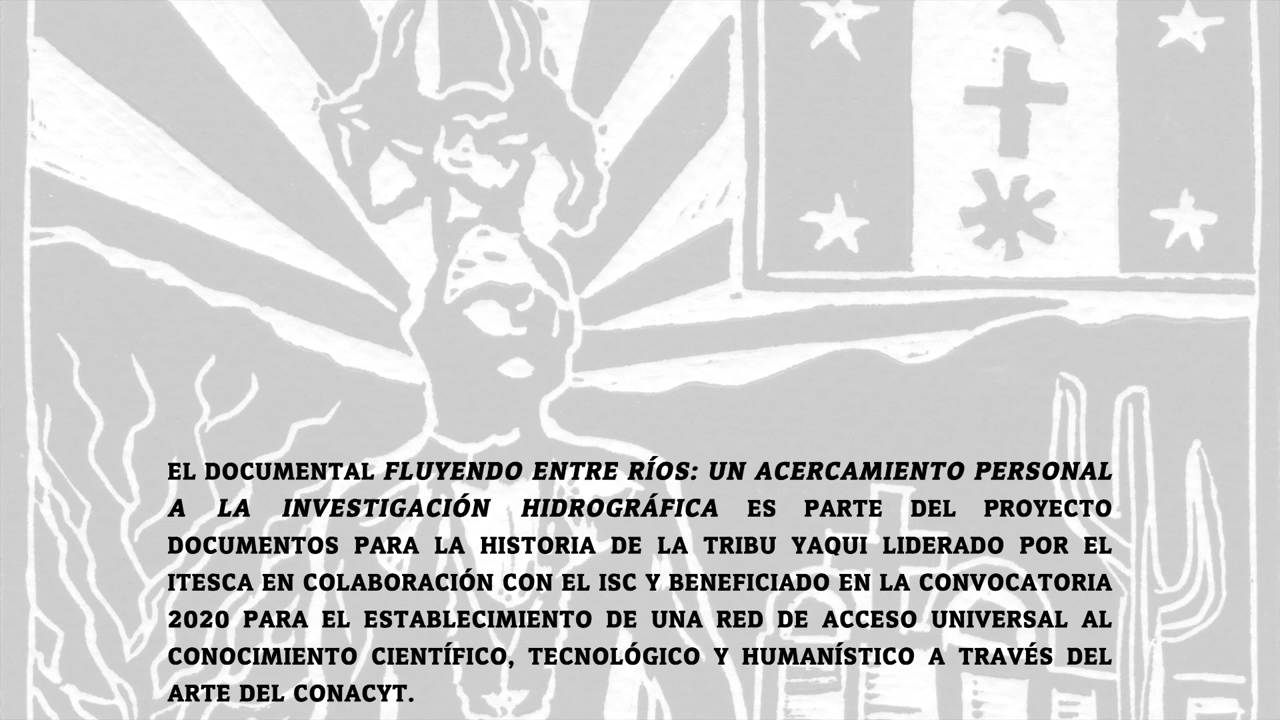 EL DOCUMENTAL FLUYENDO ENTRE RÍOS: UN ACERCAMIENTO PERSONAL
A LA INVESTIGACIÓN HIDROGRÁFICA ES PARTE DEL PROYECTO
DOCUMENTOS PARA LA HISTORIA DE LA TRIBU YAQUI LIDERADO POR EL
ITESCA EN COLABORACIÓN CON EL ISC Y BENEFICIADO EN LA CONVOCATORIA
2020 PARA EL ESTABLECIMIENTO DE UNA RED DE ACCESO UNIVERSAL AL
CONOCIMIENTO CIENTÍFICO, TECNOLÓGICO Y HUMANÍSTICO A TRAVÉS DEL
ARTE DEL CONACYT.